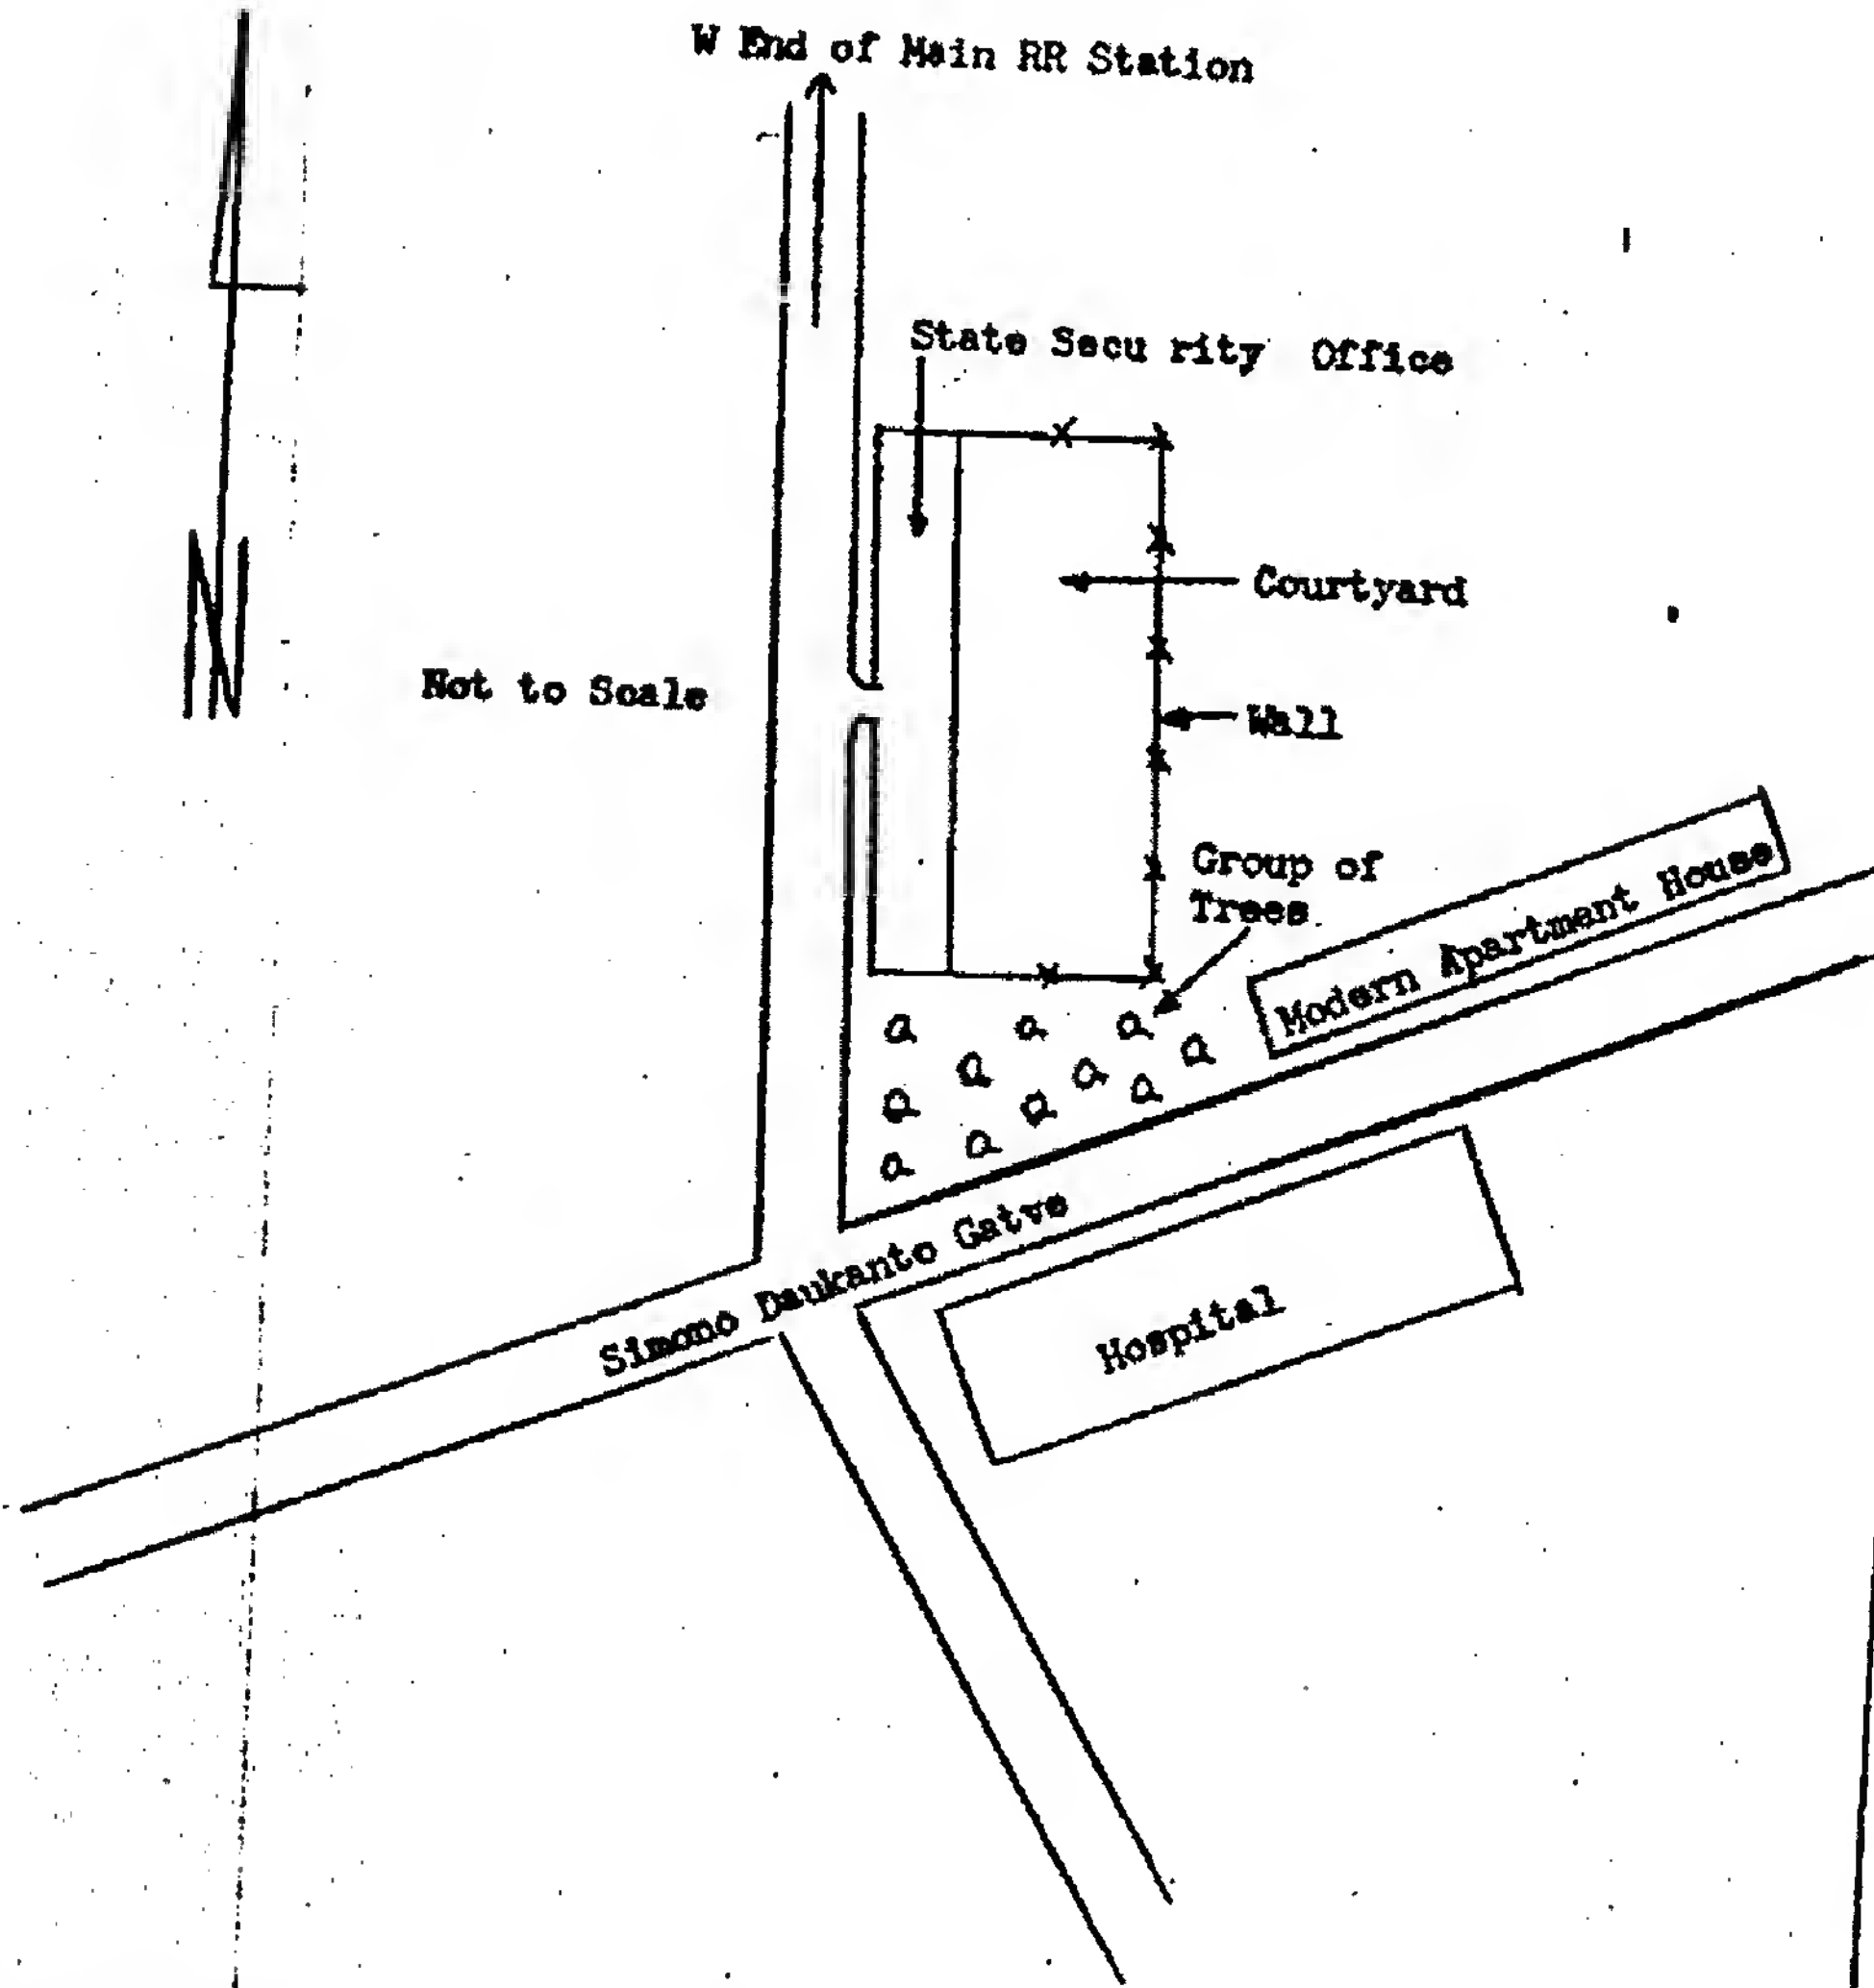 W End of Main RR Station
State Secu rity Office
Courtyard
N
Not to Scale
Wall
Group of
Trees
Modern Apartment House
Simono Daukanto Gatve
Hospital